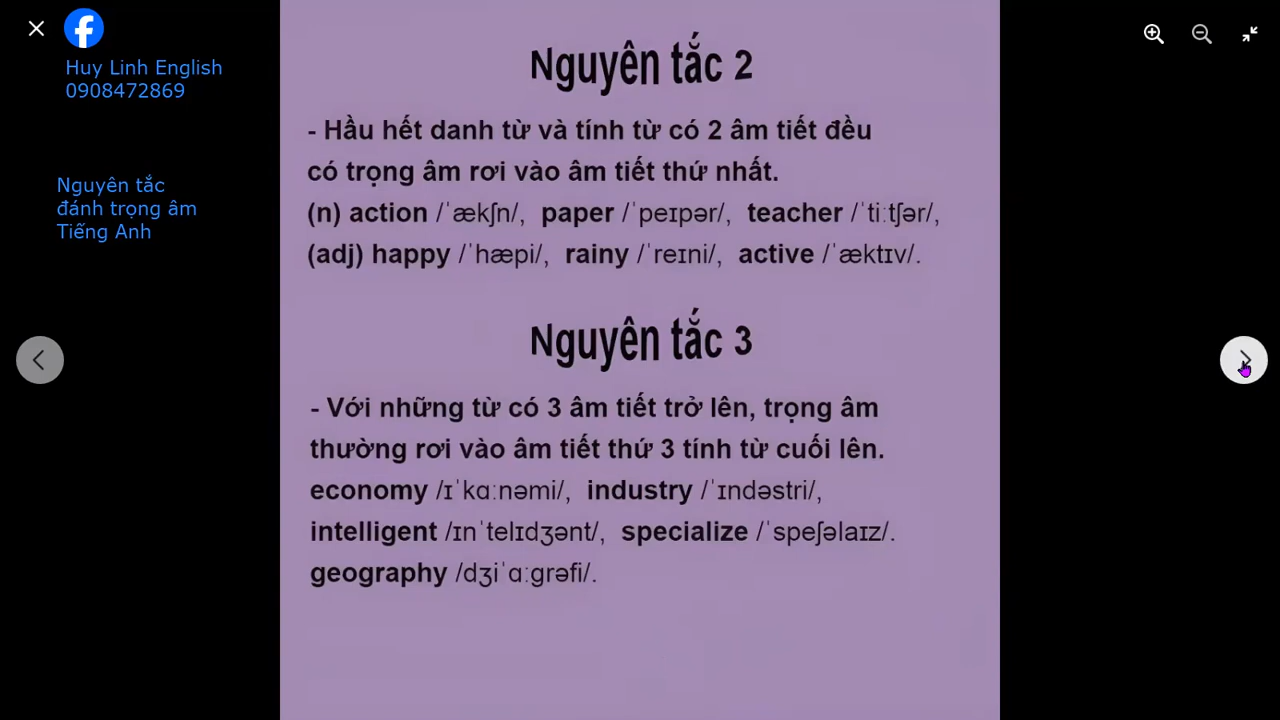 Huy Linh English
0908472869
Nguyên tắc
đánh trọng âm
Tiếng Anh
Nguyên tắc 2
- Hầu hết danh từ và tính từ có 2 âm tiết đều
có trọng âm rơi vào âm tiết thứ nhất.
(n) action /ˈækʃn/, paper /ˈpeɪpər/, teacher /ˈtiːtʃər/,
(adj) happy /ˈhæpi/, rainy /ˈreɪni/, active /ˈæktɪv/.
Nguyên tắc 3
- Với những từ có 3 âm tiết trở lên, trọng âm
thường rơi vào âm tiết thứ 3 tính từ cuối lên.
economy /ɪˈkɑːnəmi/, industry /ˈɪndəstri/,
intelligent /ɪnˈtelɪdʒənt/, specialize /ˈspeʃəlaɪz/.
geography /dʒiˈɑːɡrəfi/.